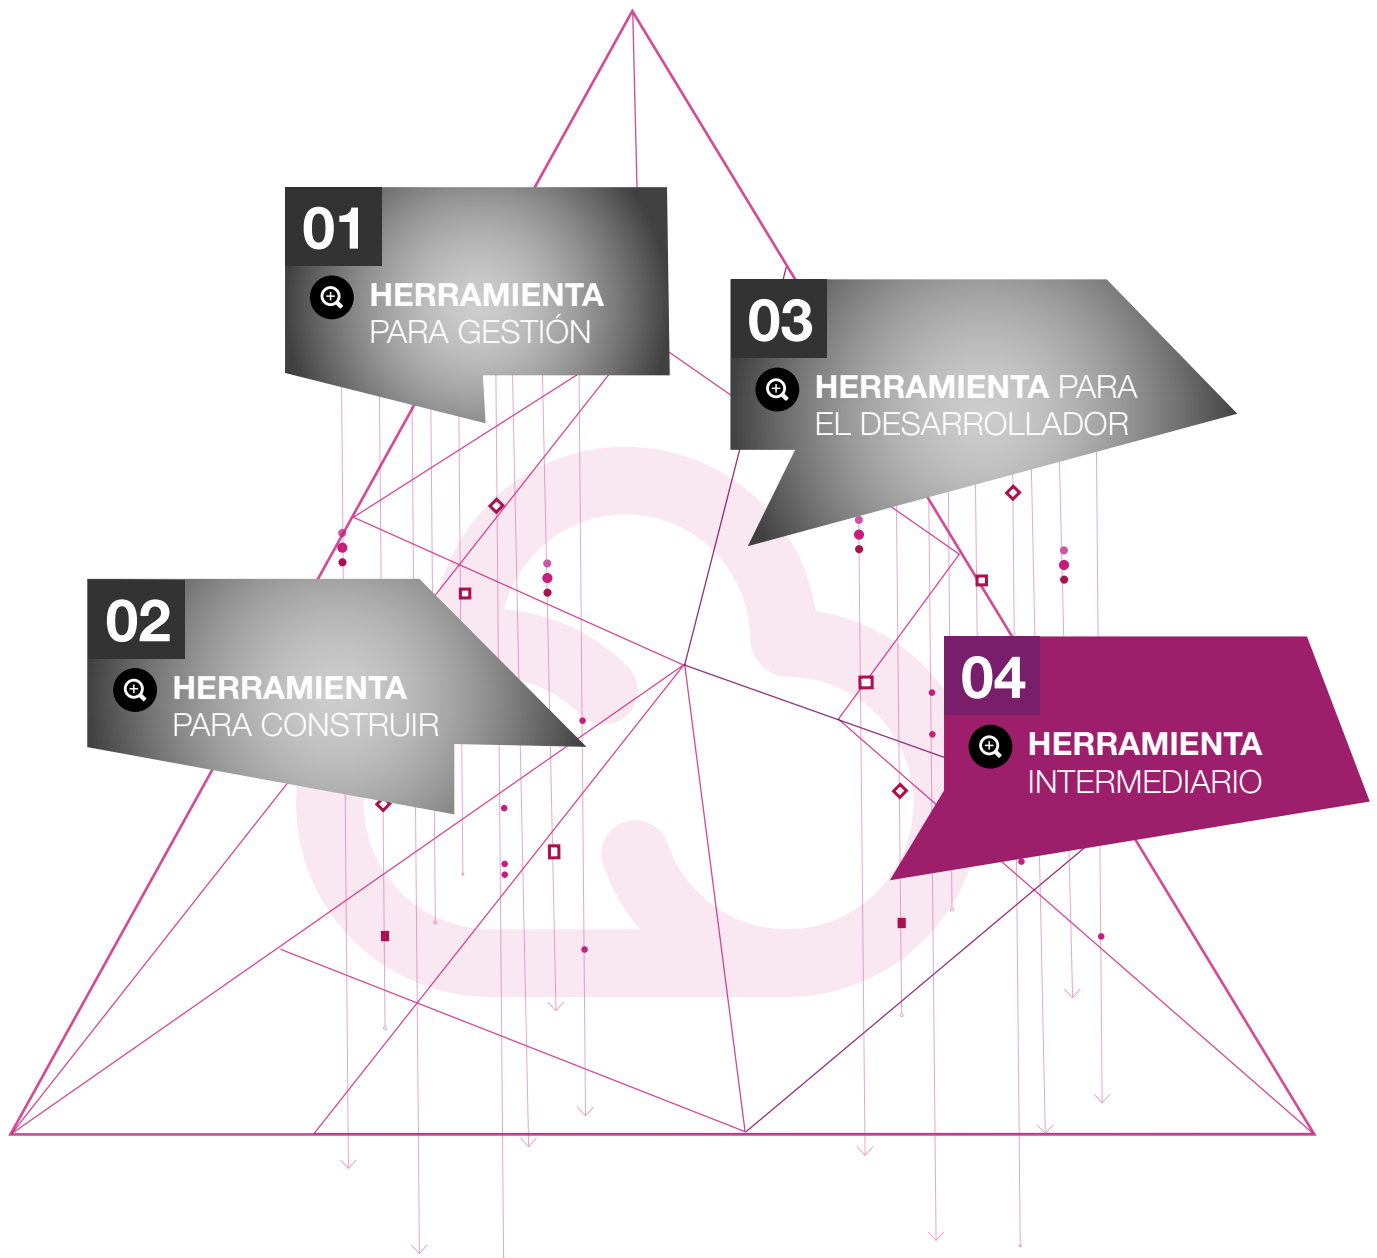 01
HERRAMIENTA
PARA GESTIÓN
03
HERRAMIENTA PARA
EL DESARROLLADOR
02
HERRAMIENTA
PARA CONSTRUIR
04
HERRAMIENTA
INTERMEDIARIO